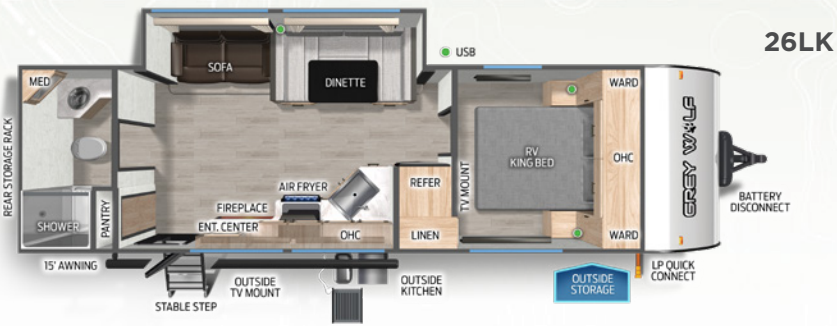 26LK
USB
SOFA
DINETTE
MED
REAR STORAGE RACK
SHOWER
PANTRY
FIREPLACE
ENT. CENTER
AIR FRYER
OHC
REFER
LINEN
TV MOUNT
RV
KING BED
WARD
OHC
WARD
GREY WOLF
BATTERY
DISCONNECT
15' AWNING
STABLE STEP
OUTSIDE
TV MOUNT
OUTSIDE
KITCHEN
OUTSIDE
STORAGE
LP QUICK
CONNECT